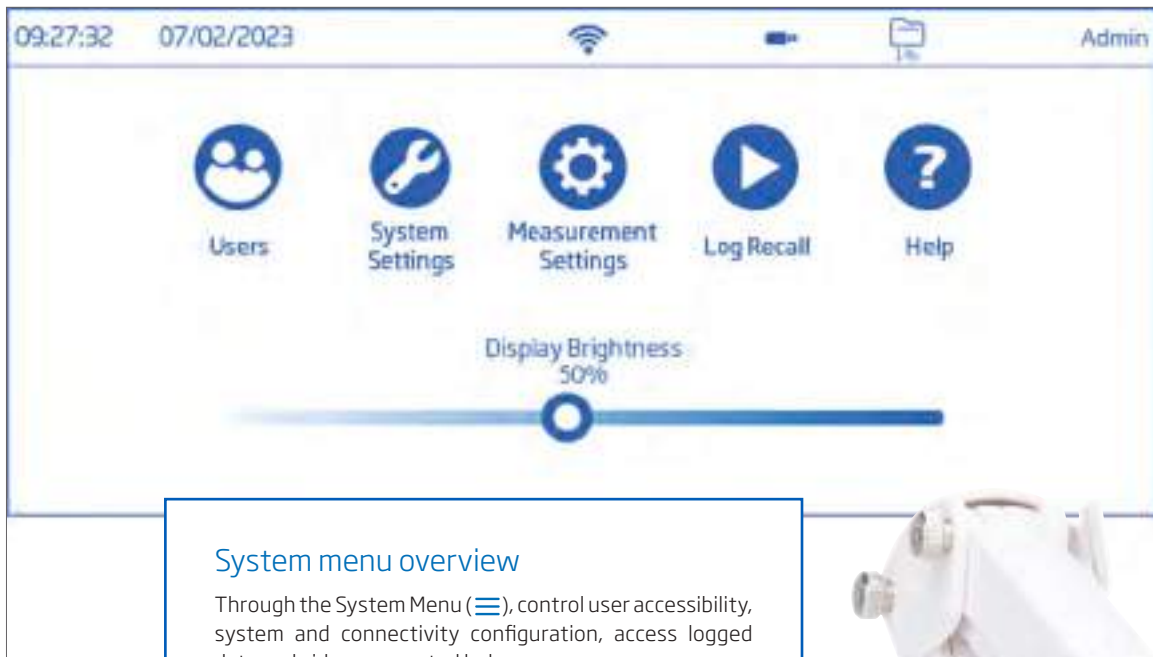 09:27:32 07/02/2023 1% Admin
Users
System
Settings
Measurement
Settings
Log Recall
Help
Display Brightness
50%
System menu overview
Through the System Menu (☰), control user accessibility,
system and connectivity configuration, access logged